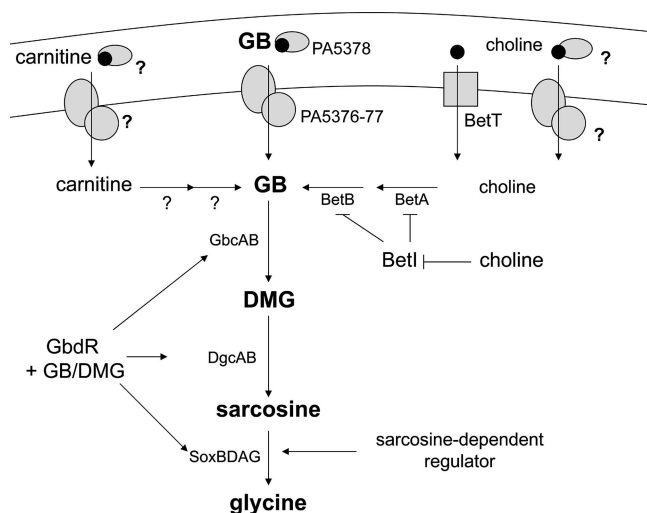 carnitine
?
?
GB
PA5378
PA5376-77
choline
?
BetT
?
carnitine
?
?
GB
BetB
BetA
choline
GbcAB
BetI
choline
DMG
GbdR
+ GB/DMG
DgcAB
sarcosine
SoxBDAG
sarcosine-dependent
regulator
glycine